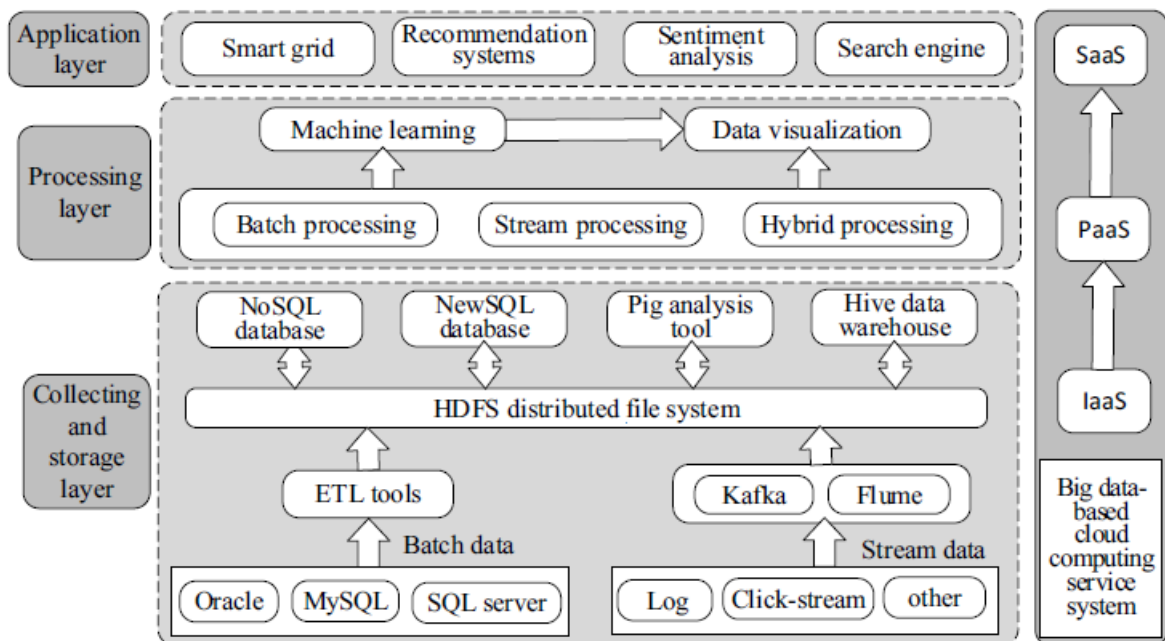 Application
layer
Smart grid
Recommendation
systems
Sentiment
analysis
Search engine
SaaS
Processing
layer
Machine learning
Data visualization
Batch processing
Stream processing
Hybrid processing
PaaS
Collecting
and
storage
layer
NoSQL
database
NewSQL
database
Pig analysis
tool
Hive data
warehouse
HDFS distributed file system
IaaS
ETL tools
Kafka
Flume
Batch data
Stream data
Oracle
MySQL
SQL server
Log
Click-stream
other
Big data-
based
cloud
computing
service
system